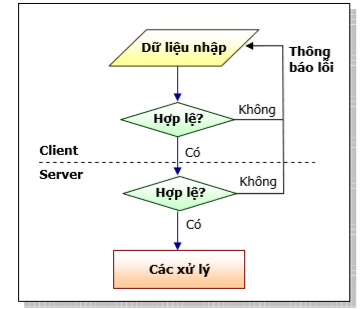 Dữ liệu nhập
Thông
báo lỗi
Hợp lệ?
Không
Có
Client
Server
Hợp lệ?
Không
Có
Các xử lý